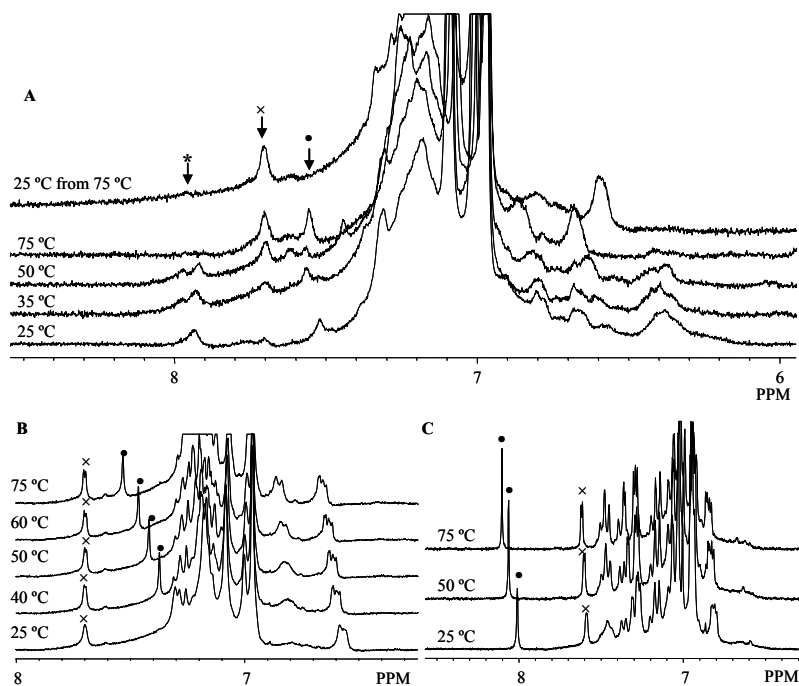 A
×
•
*
25 ºC from 75 ºC
75 ºC
50 ºC
35 ºC
25 ºC
8 7 6
PPM
B
× •
75 ºC
× •
60 ºC
× •
50 ºC
× •
40 ºC
×
25 ºC
8 7 PPM
C
• ×
75 ºC
• ×
50 ºC
• ×
25 ºC
8 7 PPM